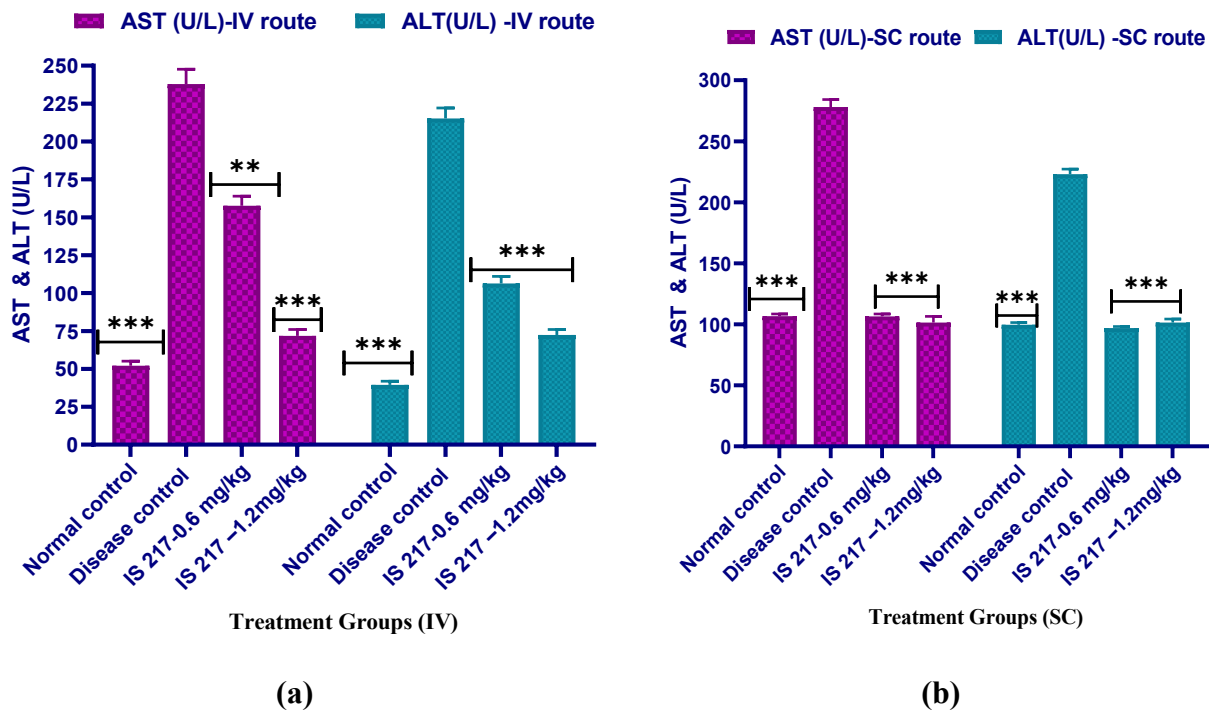 AST (U/L)-IV route ALT(U/L) -IV route
AST & ALT (U/L)
250
225
200
175
150
125
100
75
50
25
0
***
**
***
***
***
Normal control
Disease control
IS 217-0.6 mg/kg
IS 217 –1.2mg/kg
Normal control
Disease control
IS 217-0.6 mg/kg
IS 217 –1.2mg/kg
Treatment Groups (IV)
(a)
AST (U/L)-SC route ALT(U/L) -SC route
AST & ALT (U/L)
300
250
200
150
100
50
0
***
***
***
***
Normal control
Disease control
IS 217-0.6 mg/kg
IS 217 –1.2mg/kg
Normal control
Disease control
IS 217-0.6 mg/kg
IS 217 –1.2mg/kg
Treatment Groups (SC)
(b)